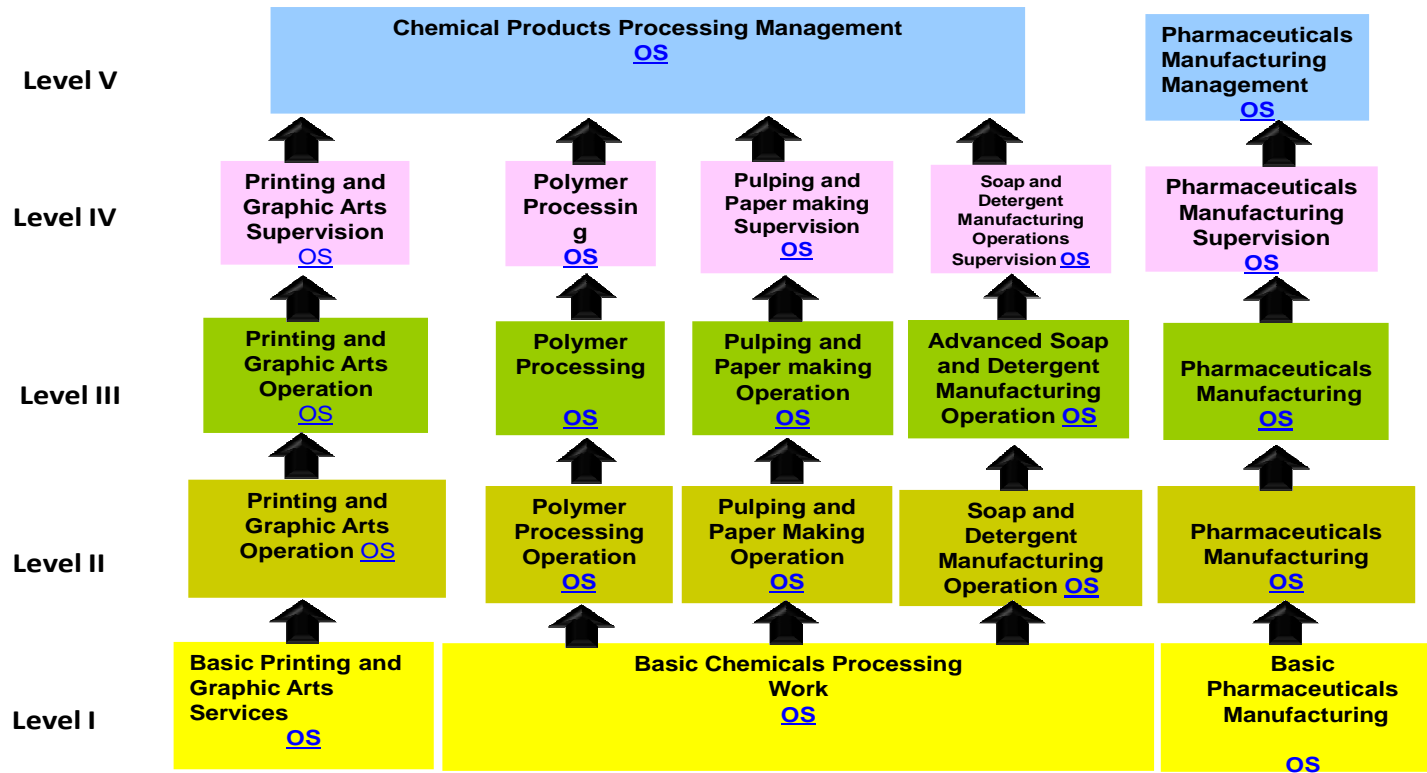 Level V
Chemical Products Processing Management
OS
Pharmaceuticals
Manufacturing
Management
OS
Level IV
Printing and
Graphic Arts
Supervision
OS
Polymer
Processin
g
OS
Pulping and
Paper making
Supervision
OS
Soap and
Detergent
Manufacturing
Operations
Supervision OS
Pharmaceuticals
Manufacturing
Supervision
OS
Level III
Printing and
Graphic Arts
Operation
OS
Polymer
Processing
OS
Pulping and
Paper making
Operation
OS
Advanced Soap
and Detergent
Manufacturing
Operation OS
Pharmaceuticals
Manufacturing
OS
Level II
Printing and
Graphic Arts
Operation OS
Polymer
Processing
Operation
OS
Pulping and
Paper Making
Operation
OS
Soap and
Detergent
Manufacturing
Operation OS
Pharmaceuticals
Manufacturing
OS
Level I
Basic Printing and
Graphic Arts
Services
OS
Basic Chemicals Processing
Work
OS
Basic
Pharmaceuticals
Manufacturing
OS